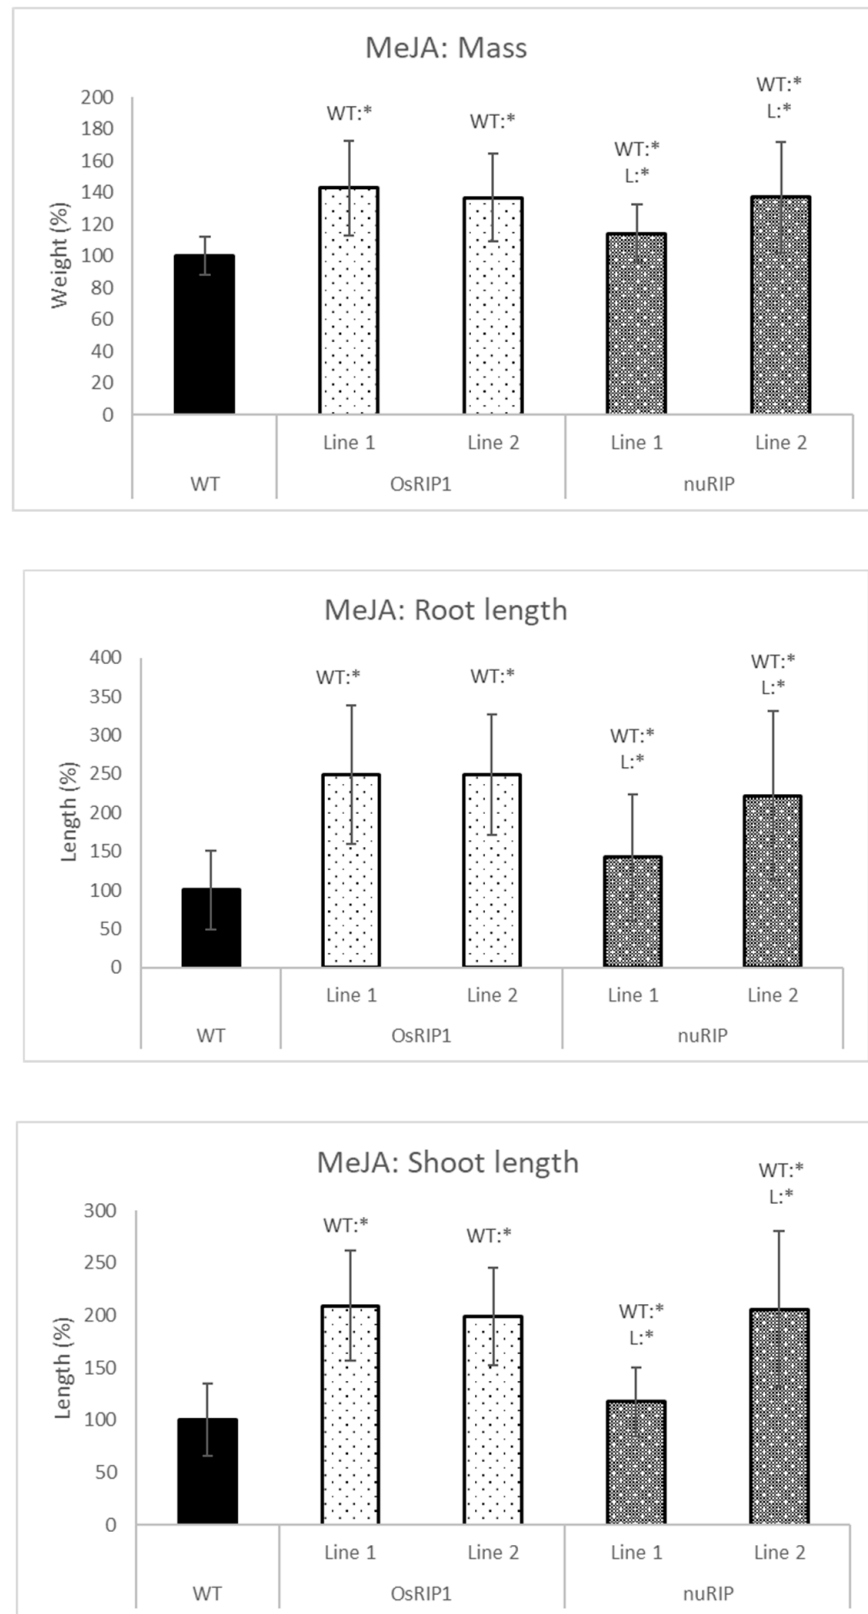 MeJA: Mass
Weight (%)
200
180
160
140
120
100
80
60
40
20
0
WT:*
WT:*
WT:*
L:*
WT:*
L:*
Line 1
Line 2
Line 1
Line 2
WT
OsRIP1
nuRIP
MeJA: Root length
Length (%)
400
350
300
250
200
150
100
50
0
WT:*
WT:*
WT:*
L:*
WT:*
L:*
Line 1
Line 2
Line 1
Line 2
WT
OsRIP1
nuRIP
MeJA: Shoot length
Length (%)
300
250
200
150
100
50
0
WT:*
WT:*
WT:*
L:*
WT:*
L:*
Line 1
Line 2
Line 1
Line 2
WT
OsRIP1
nuRIP